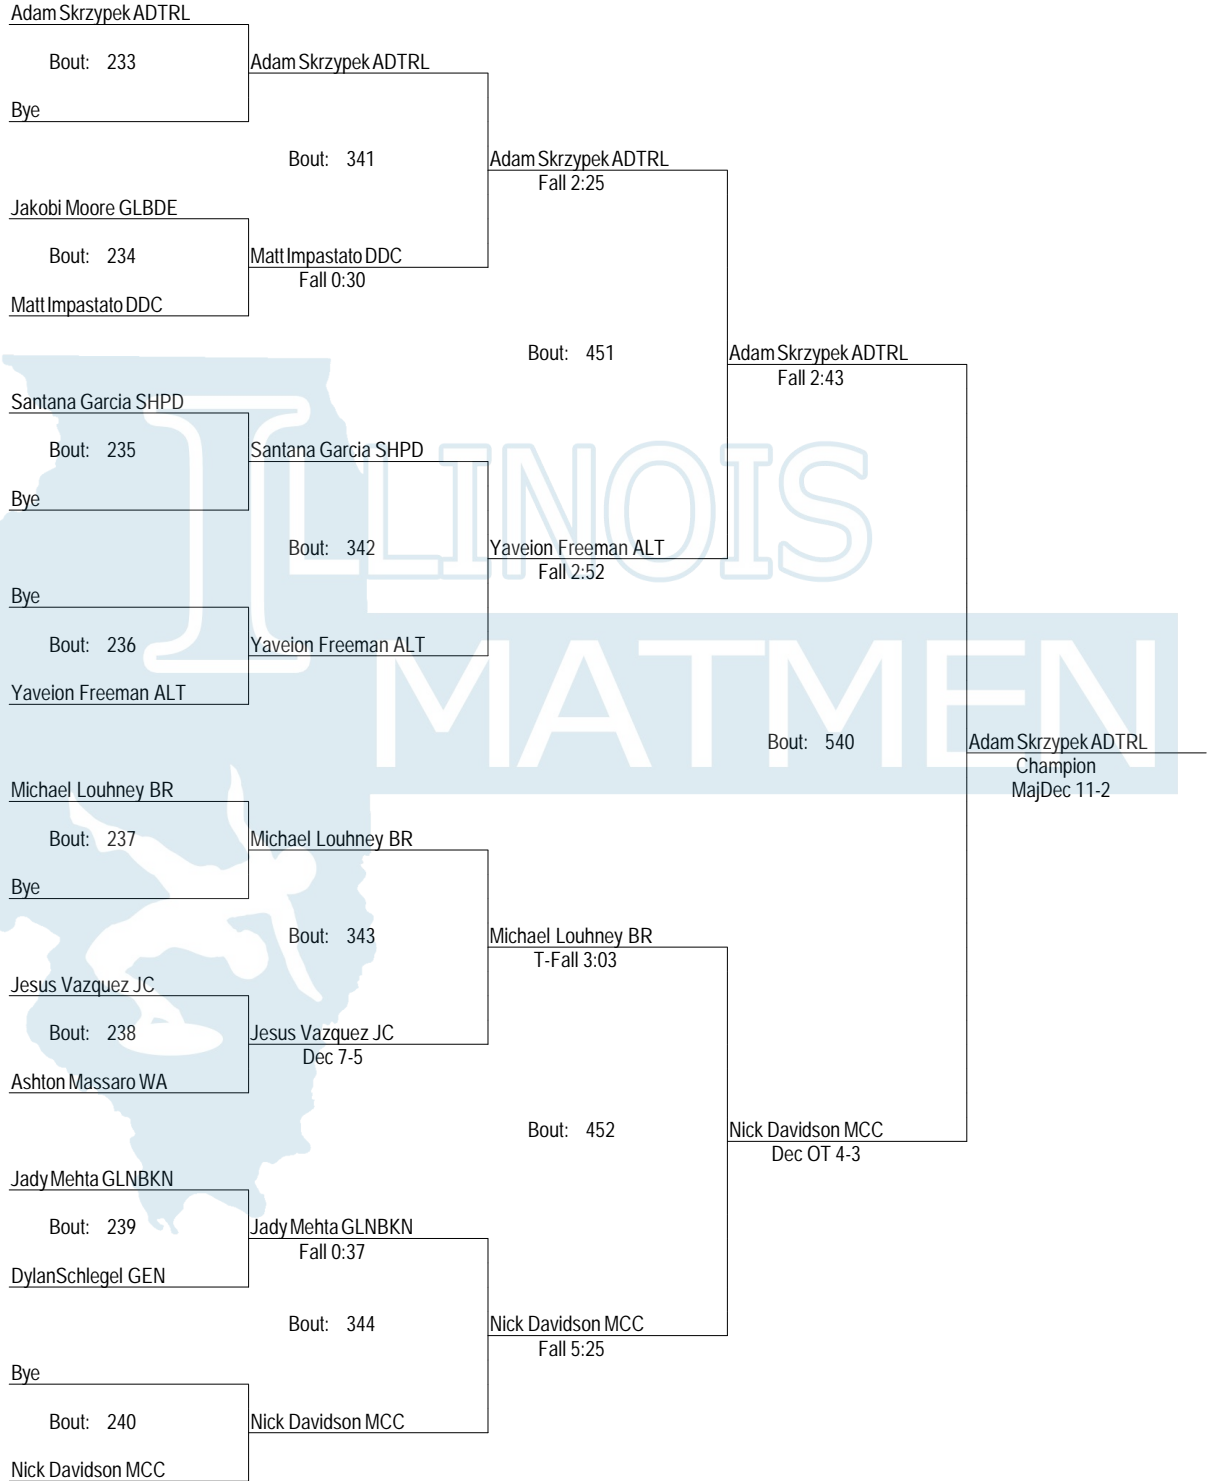 Adam Skrzypek ADTRL
Bout: 233
Adam Skrzypek ADTRL
Bye
Bout: 341
Adam Skrzypek ADTRL
Fall 2:25
Jakobi Moore GLBDE
Bout: 234
Matt Impastato DDC
Fall 0:30
Matt Impastato DDC
Bout: 451
Adam Skrzypek ADTRL
Fall 2:43
Santana Garcia SHPD
Bout: 235
Santana Garcia SHPD
Bye
Bout: 342
Yaveion Freeman ALT
Fall 2:52
Bye
Bout: 236
Yaveion Freeman ALT
Yaveion Freeman ALT
ILLINOIS
MATMEN
Bout: 540
Adam Skrzypek ADTRL
Champion
MajDec 11-2
Michael Louhney BR
Bout: 237
Michael Louhney BR
Bye
Bout: 343
Michael Louhney BR
T-Fall 3:03
Jesus Vazquez JC
Bout: 238
Jesus Vazquez JC
Dec 7-5
Ashton Massaro WA
Bout: 452
Nick Davidson MCC
Dec OT 4-3
Jady Mehta GLNBKN
Bout: 239
Jady Mehta GLNBKN
Fall 0:37
DylanSchlegel GEN
Bout: 344
Nick Davidson MCC
Fall 5:25
Bye
Bout: 240
Nick Davidson MCC
Nick Davidson MCC